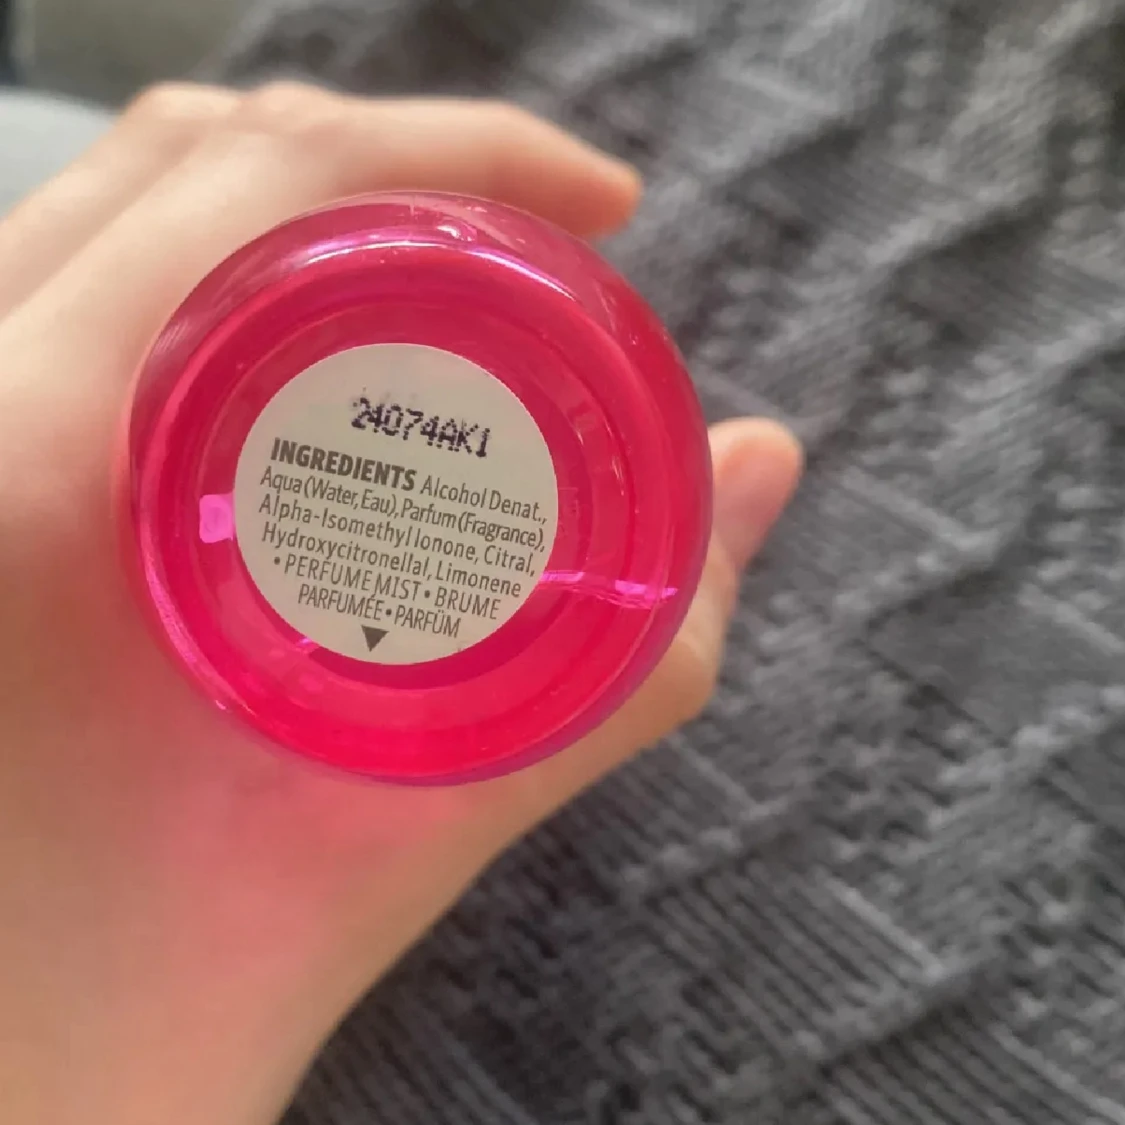 24074AK1
INGREDIENTS Alcohol Denat.,
Aqua (Water, Eau), Parfum (Fragrance),
Alpha-Isomethyl Ionone, Citral,
Hydroxycitronellal, Limonene
• PERFUME MIST • BRUME
PARFUMÉE • PARFÜM